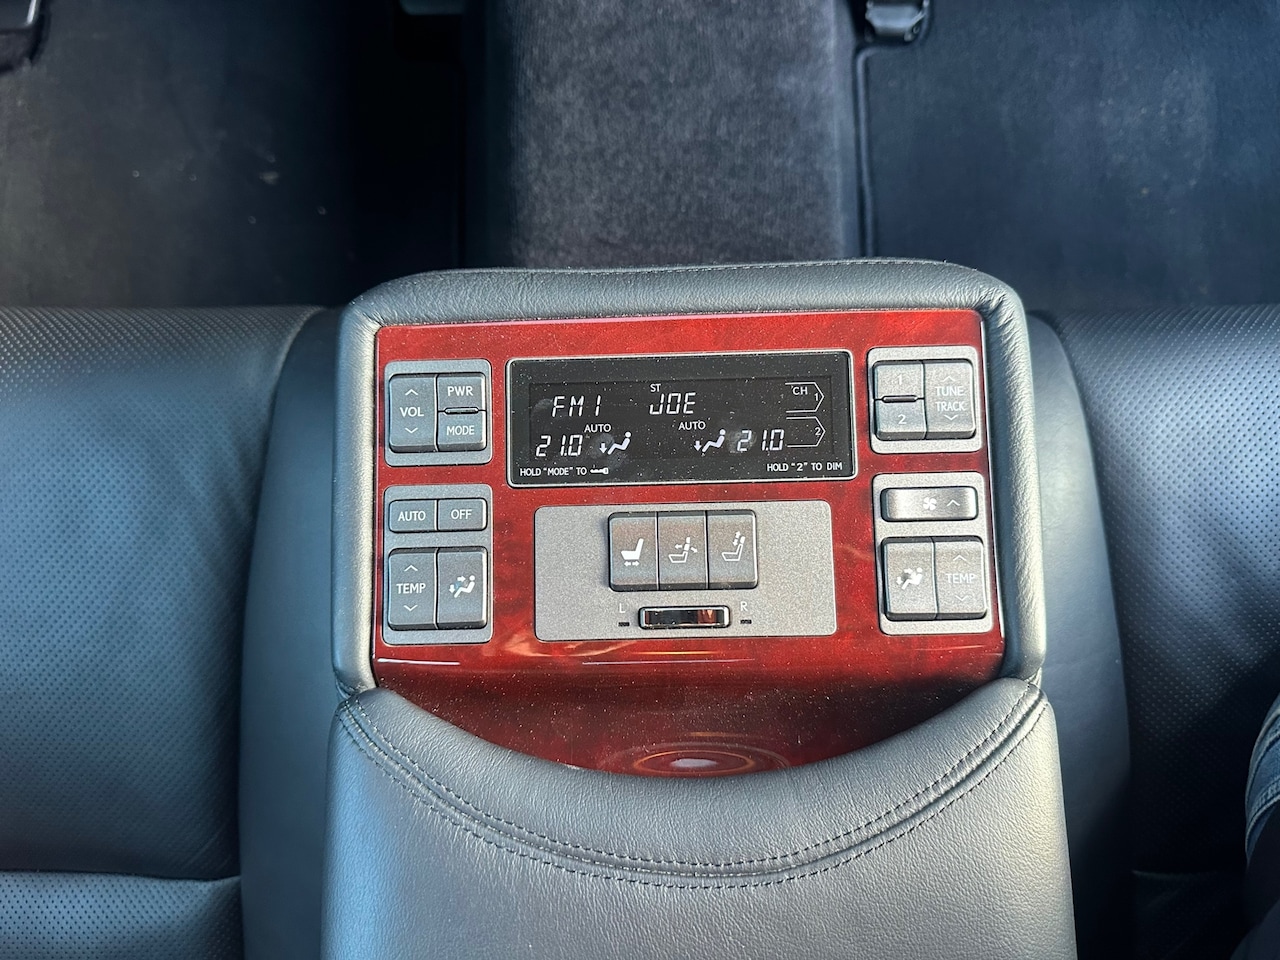 VOL
PWR
MODE
AUTO
OFF
TEMP
ST
FM1 JOE
CH 1
2
AUTO AUTO
21.0 21.0
HOLD "MODE" TO
HOLD "2" TO DIM
L R
1
2
TUNE
TRACK
TEMP